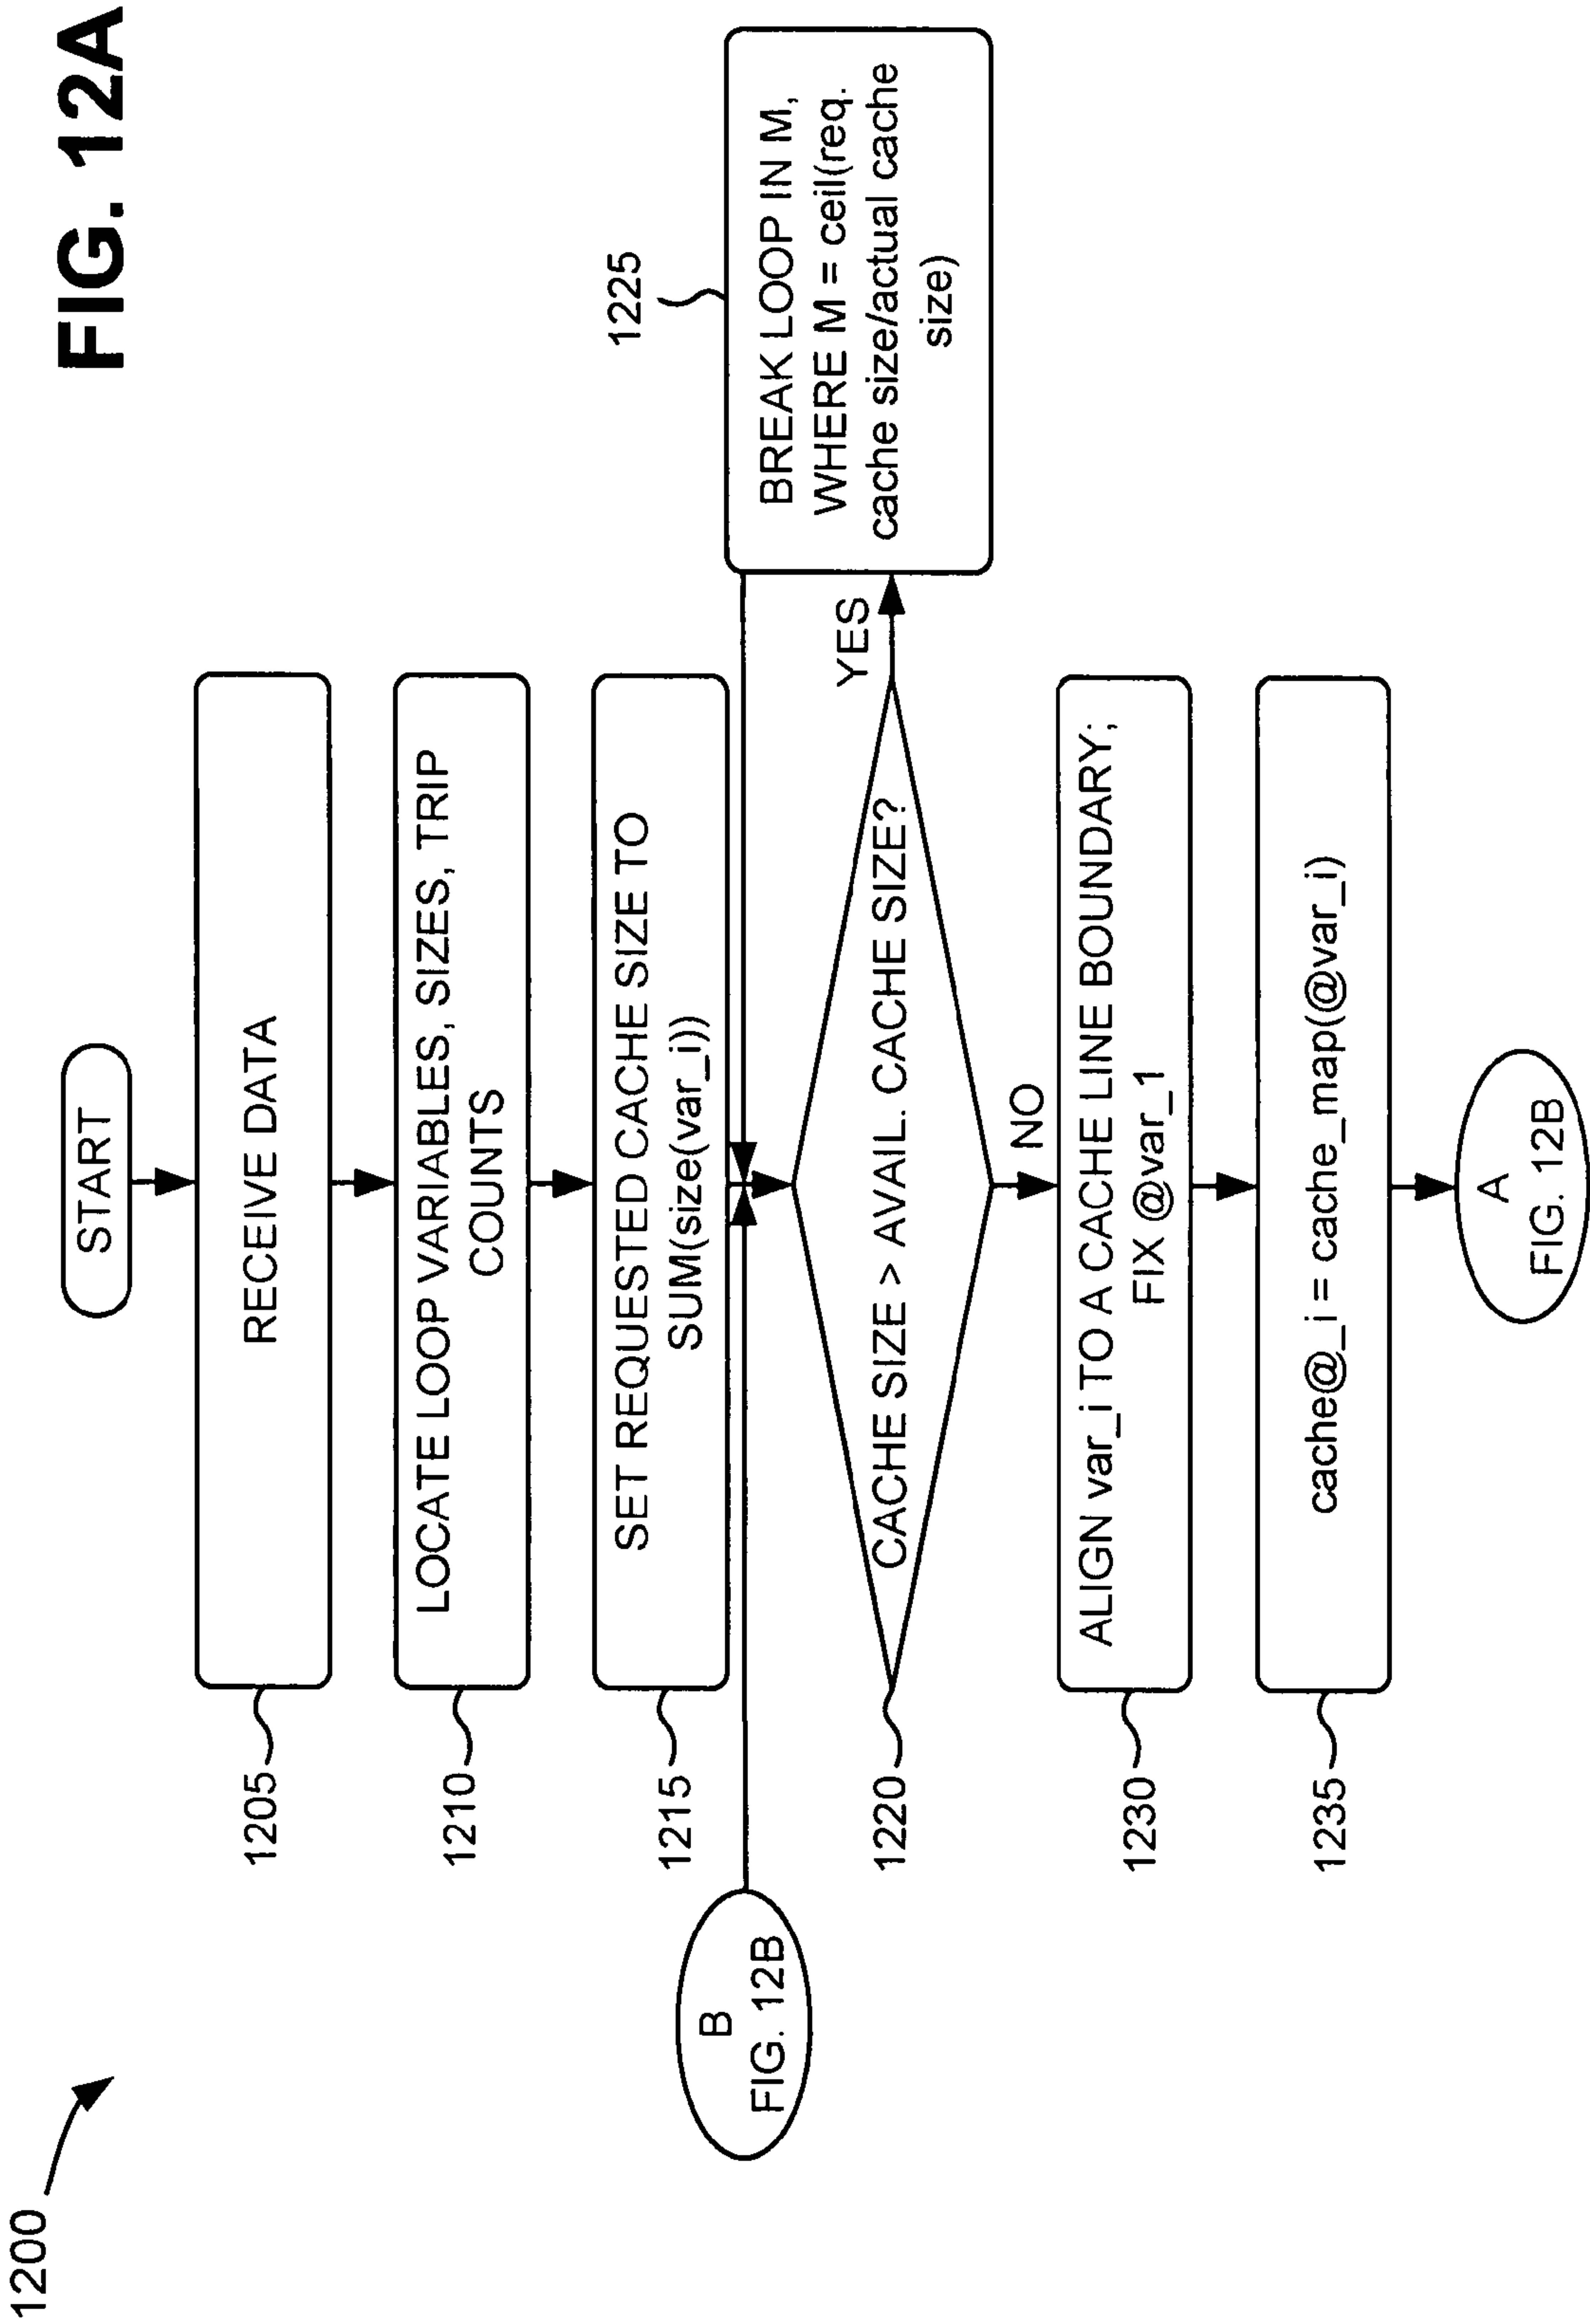 FIG. 12A
1200
START
1205
RECEIVE DATA
1210
LOCATE LOOP VARIABLES, SIZES, TRIP
COUNTS
1215
SET REQUESTED CACHE SIZE TO
SUM(size(var_i))
B
FIG. 12B
1220
CACHE SIZE > AVAIL. CACHE SIZE?
YES
1225
BREAK LOOP IN M,
WHERE M = ceil(req.
cache size/actual cache
size)
NO
1230
ALIGN var_i TO A CACHE LINE BOUNDARY;
FIX @var_1
1235
cache@_i = cache_map(@var_i)
A
FIG. 12B